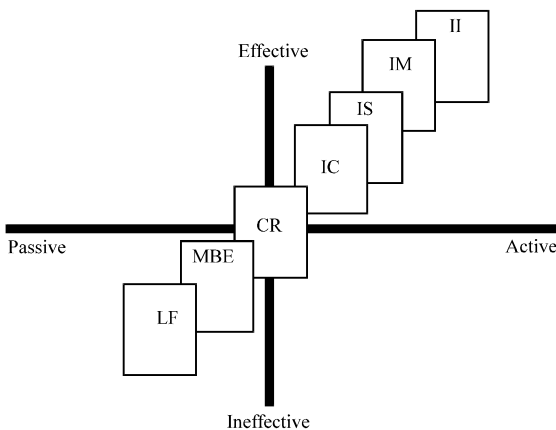 II
Effective
IM
IS
IC
CR
Passive
Active
MBE
LF
Ineffective